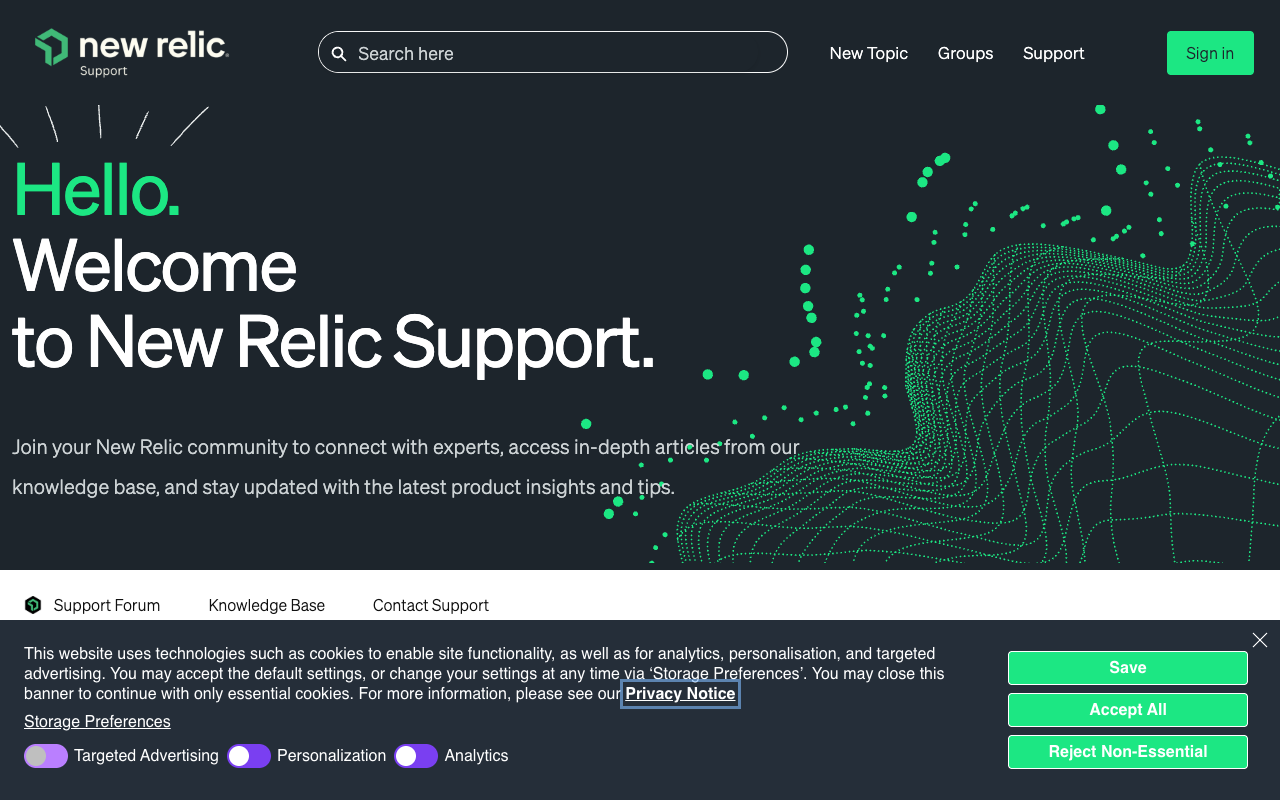 new relic
Support
Search here
New Topic
Groups
Support
Sign in
Hello.
Welcome
to New Relic Support.
Join your New Relic community to connect with experts, access in-depth articles from our
knowledge base, and stay updated with the latest product insights and tips.
Support Forum
Knowledge Base
Contact Support
This website uses technologies such as cookies to enable site functionality, as well as for analytics, personalisation, and targeted
advertising. You may accept the default settings, or change your settings at any time via ‘Storage Preferences’. You may close this
banner to continue with only essential cookies. For more information, please see our Privacy Notice
Storage Preferences
Targeted Advertising
Personalization
Analytics
Save
Accept All
Reject Non-Essential